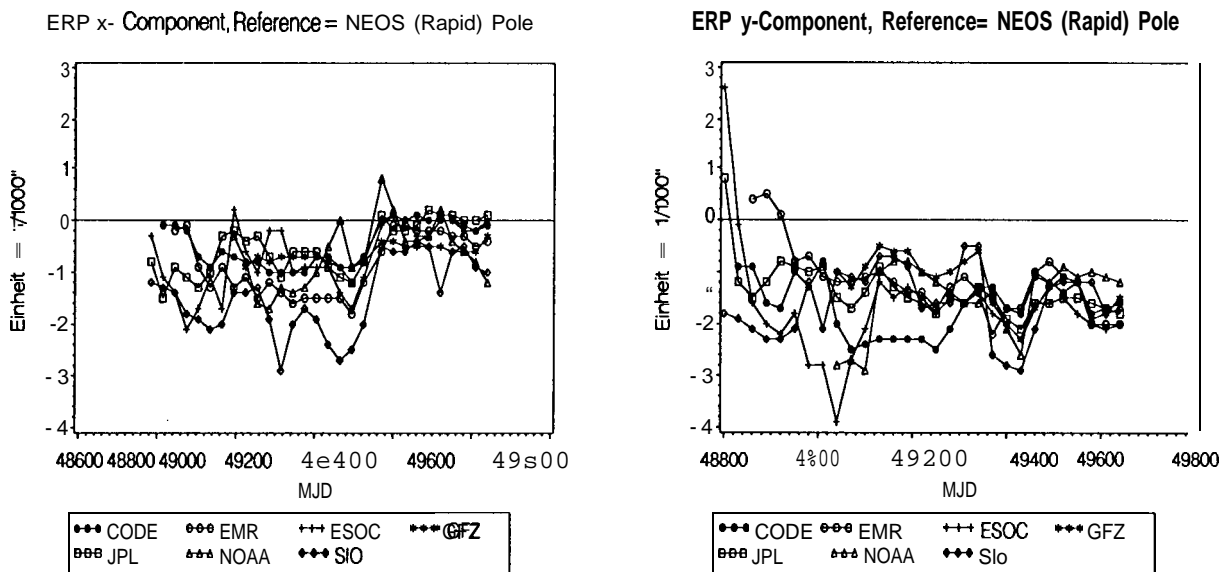 ERP x- Component, Reference = NEOS (Rapid) Pole
3
2
1
0
-1
-2
-3
-4
48600 48800 49000 49200 4e400 49600 49s00
MJD
CODE EMR ESOC GFZ
JPL NOAA SIO
ERP y-Component, Reference= NEOS (Rapid) Pole
3
2
1
0
-1
"
-2
-3
-4
Einheit = 1/000"
48800 4%00 49200 49400 49600 49800
MJD
CODE EMR ESOC GFZ
JPL NOAA Slo